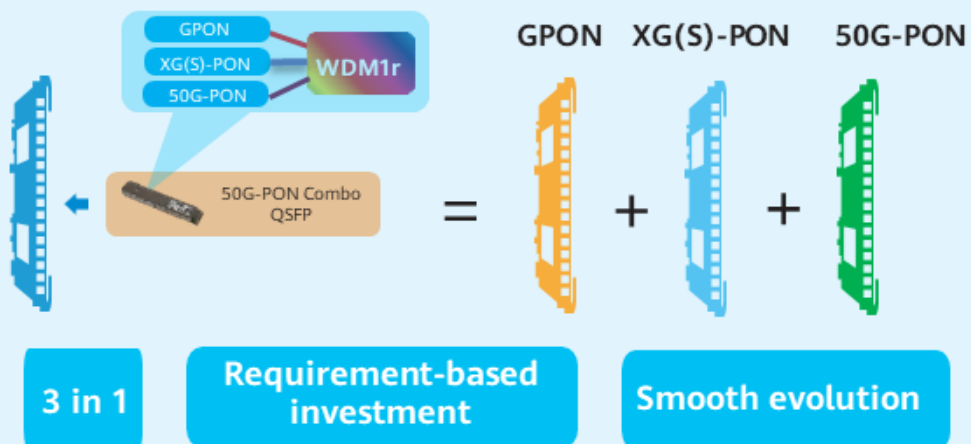 GPON
XG(S)-PON
50G-PON
WDM1r
50G-PON Combo
QSFP
=
GPON
+
XG(S)-PON
+
50G-PON
3 in 1
Requirement-based
investment
Smooth evolution